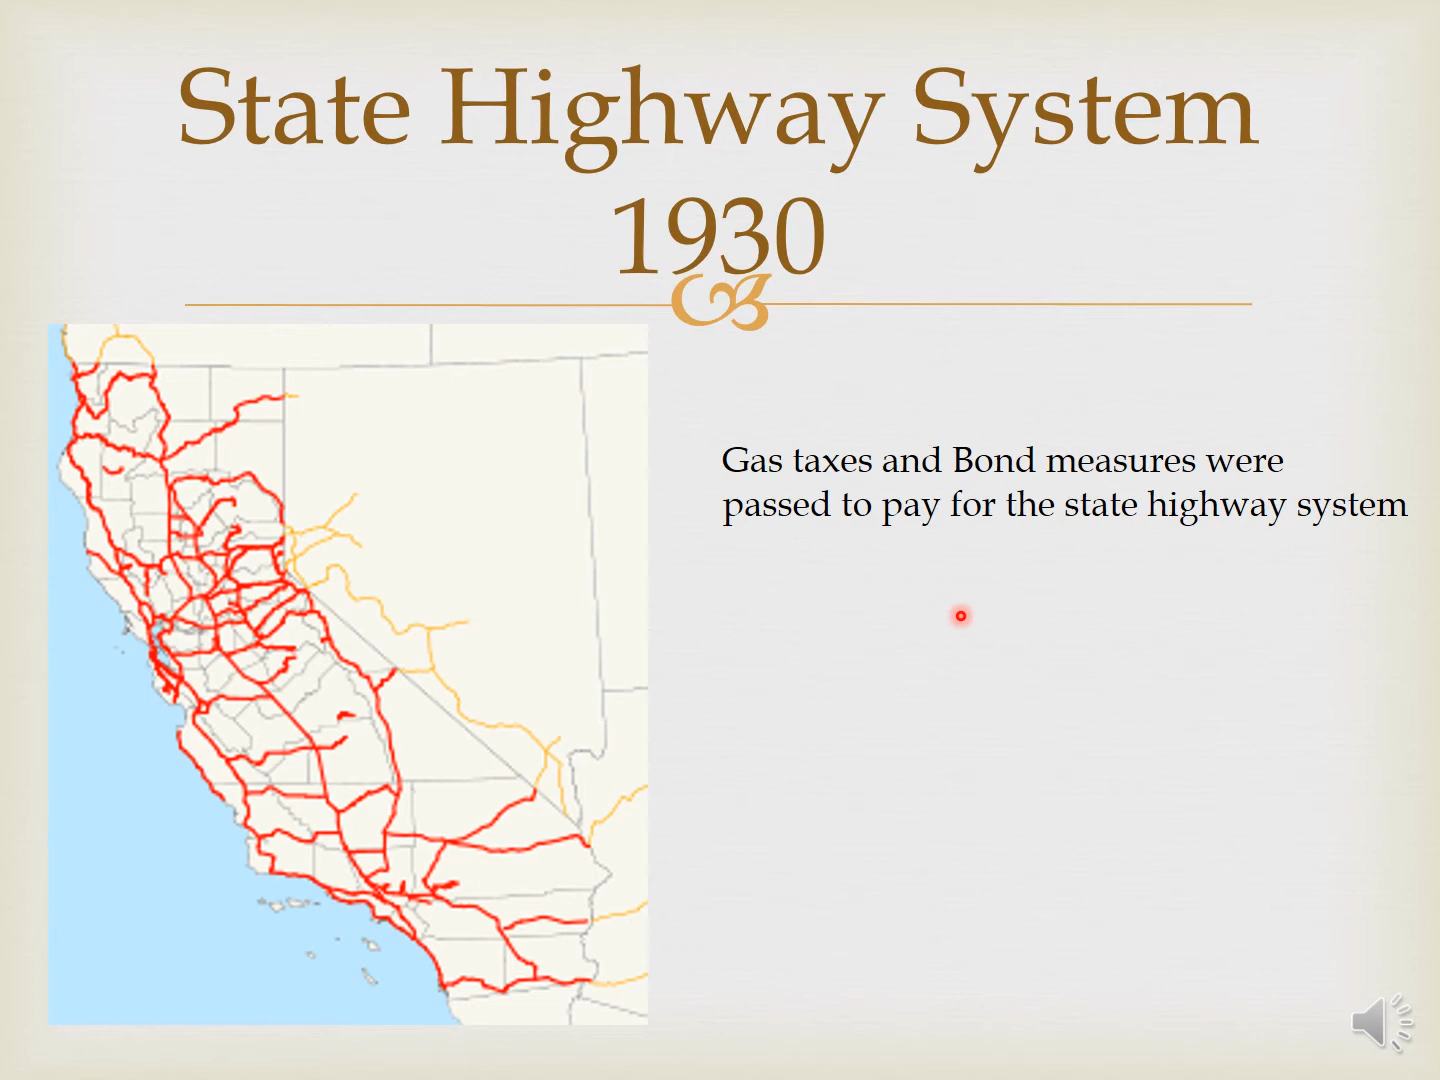 State Highway System
1930
Gas taxes and Bond measures were
passed to pay for the state highway system